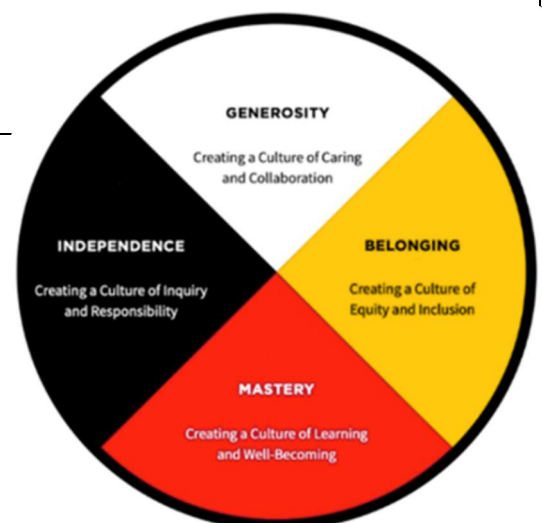 GENEROSITY
Creating a Culture of Caring
and Collaboration
INDEPENDENCE
Creating a Culture of Inquiry
and Responsibility
BELONGING
Creating a Culture of
Equity and Inclusion
MASTERY
Creating a Culture of Learning
and Well-Becoming